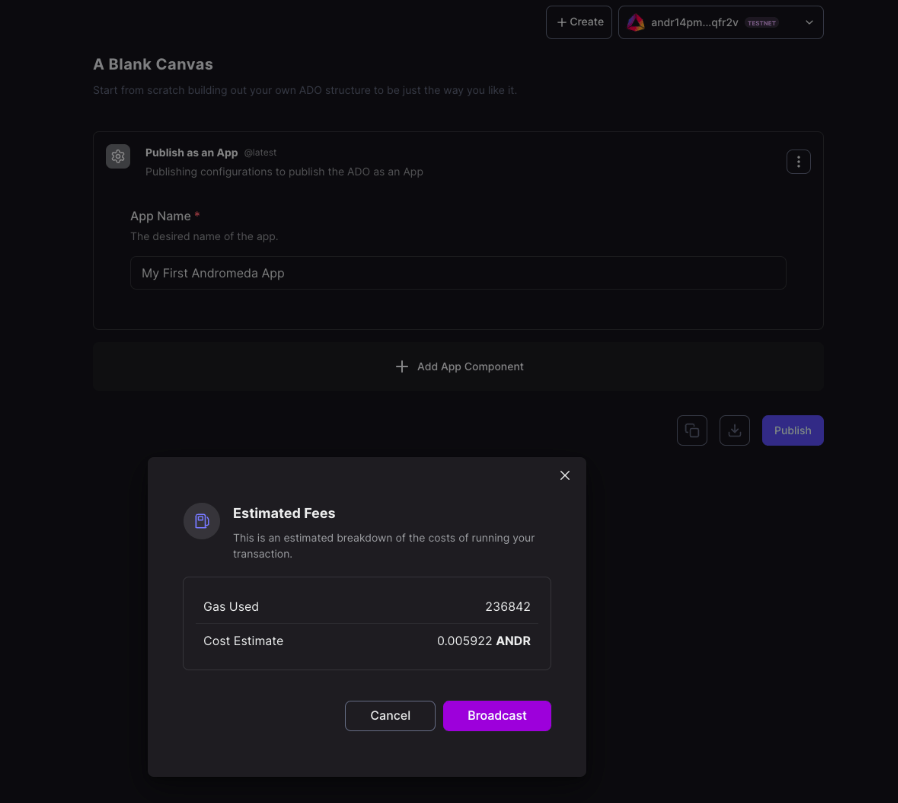 + Create
andr14pm...qfr2v TESTNET
A Blank Canvas
Start from scratch building out your own ADO structure to be just the way you like it.
Publish as an App @latest
Publishing configurations to publish the ADO as an App
App Name *
The desired name of the app.
My First Andromeda App
+ Add App Component
Publish
Estimated Fees
This is an estimated breakdown of the costs of running your
transaction.
Gas Used 236842
Cost Estimate 0.005922 ANDR
Cancel Broadcast